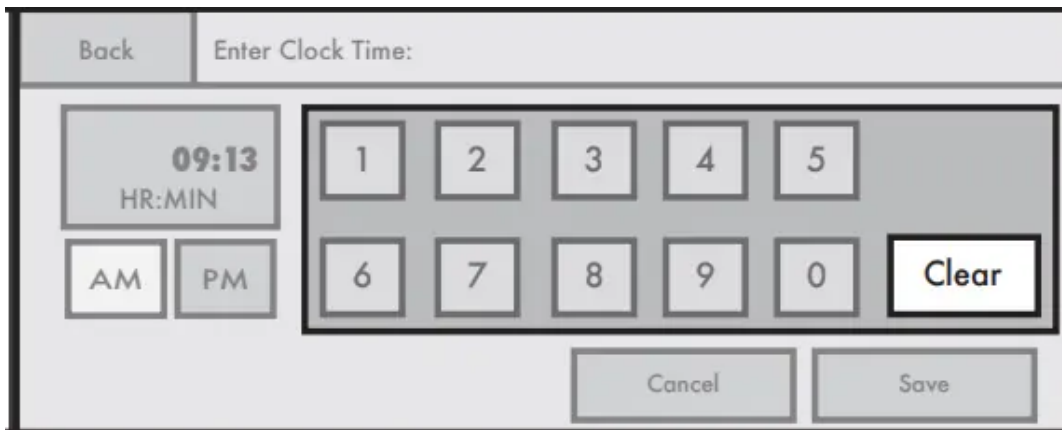 Back
Enter Clock Time:
09:13
HR:MIN
AM PM
1 2 3 4 5
6 7 8 9 0 Clear
Cancel Save